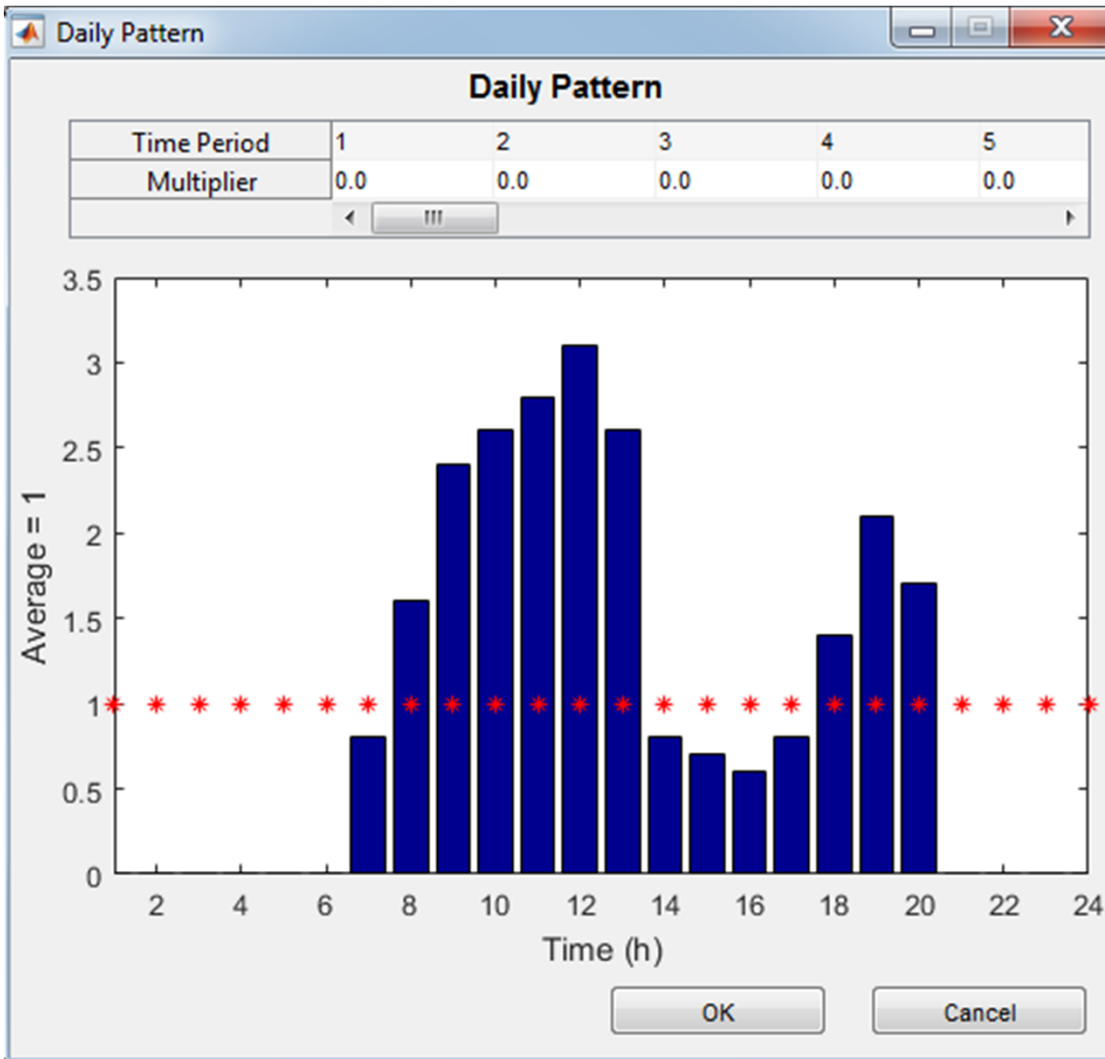 Daily Pattern
Daily Pattern
Time Period 1 2 3 4 5
Multiplier 0.0 0.0 0.0 0.0 0.0
3.5
3
2.5
2
1.5
1
0.5
0
Average = 1
2 4 6 8 10 12 14 16 18 20 22 24
Time (h)
OK Cancel